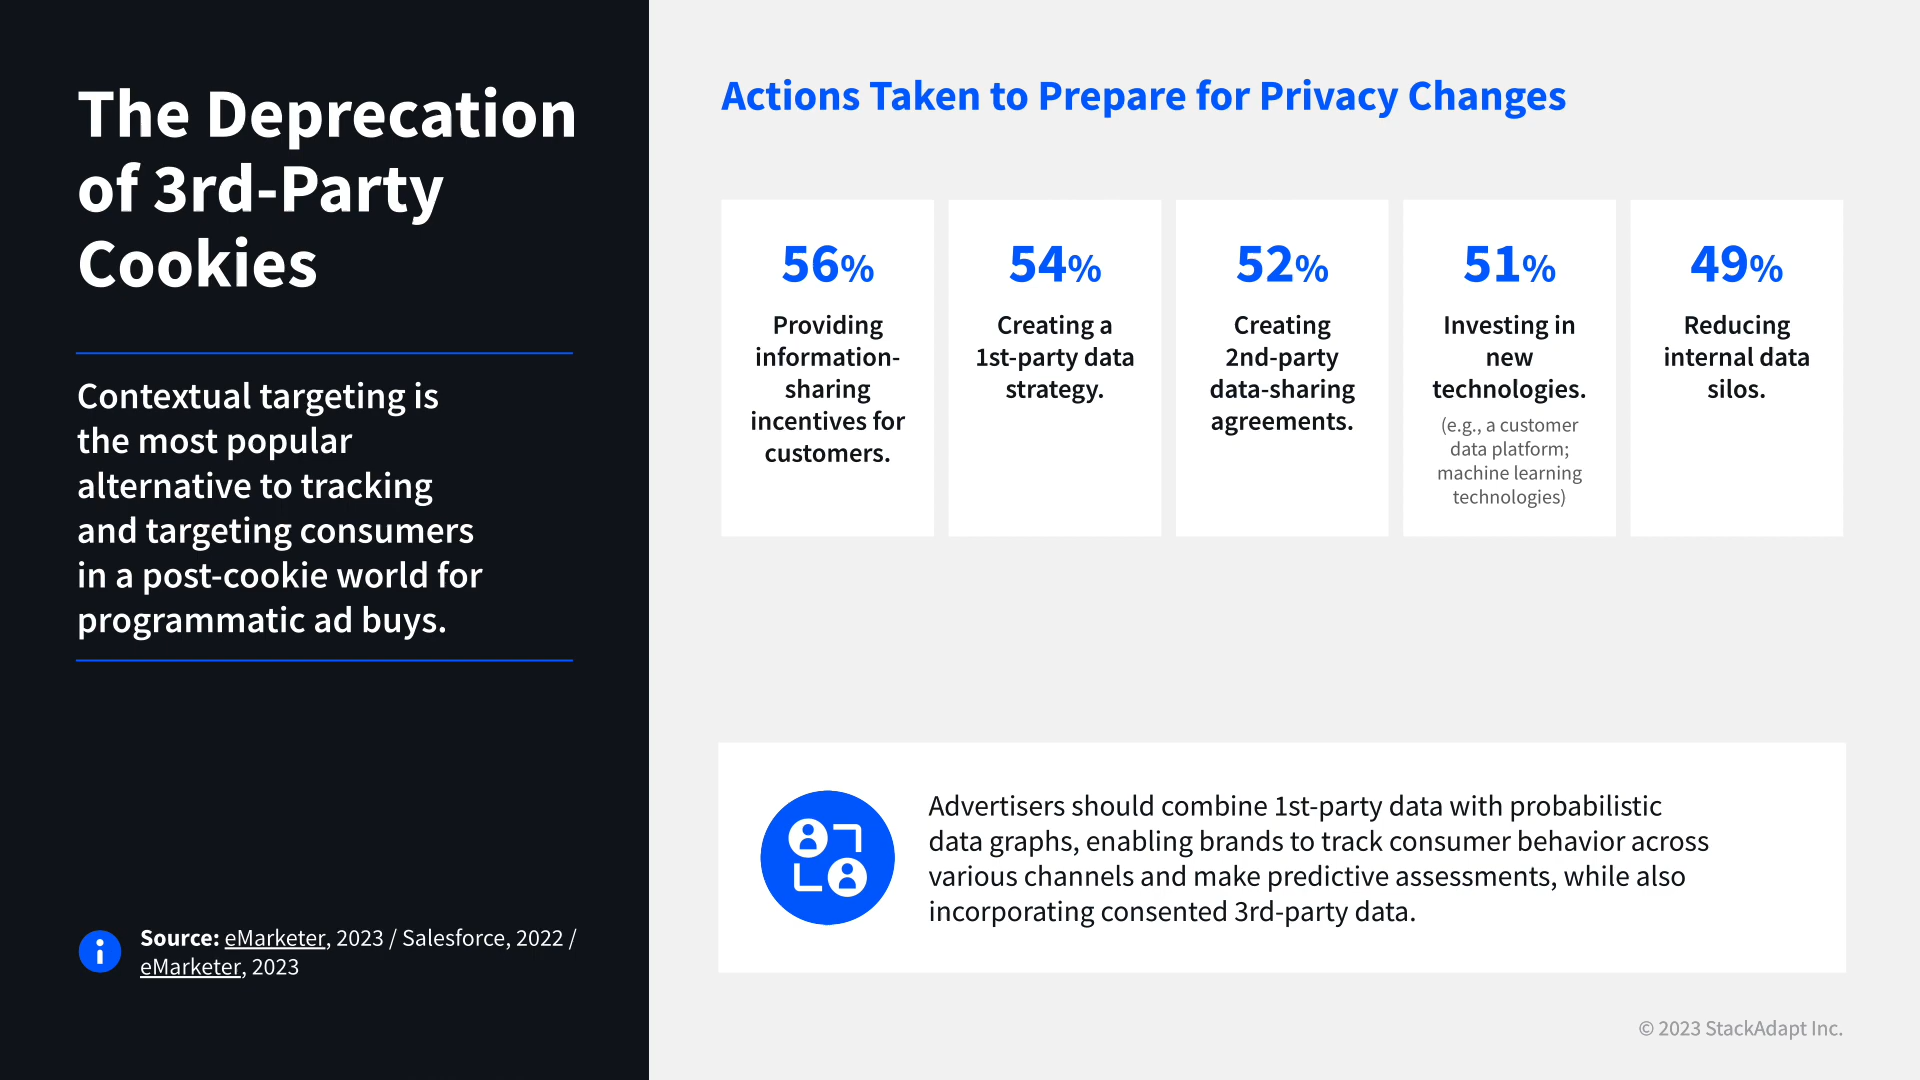 The Deprecation
of 3rd-Party
Cookies
Contextual targeting is
the most popular
alternative to tracking
and targeting consumers
in a post-cookie world for
programmatic ad buys.
Source: eMarketer, 2023 / Salesforce, 2022 /
eMarketer, 2023
Actions Taken to Prepare for Privacy Changes
56%
Providing
information-
sharing
incentives for
customers.
54%
Creating a
1st-party data
strategy.
52%
Creating
2nd-party
data-sharing
agreements.
51%
Investing in
new
technologies.
(e.g., a customer
data platform;
machine learning
technologies)
49%
Reducing
internal data
silos.
Advertisers should combine 1st-party data with probabilistic
data graphs, enabling brands to track consumer behavior across
various channels and make predictive assessments, while also
incorporating consented 3rd-party data.
© 2023 StackAdapt Inc.